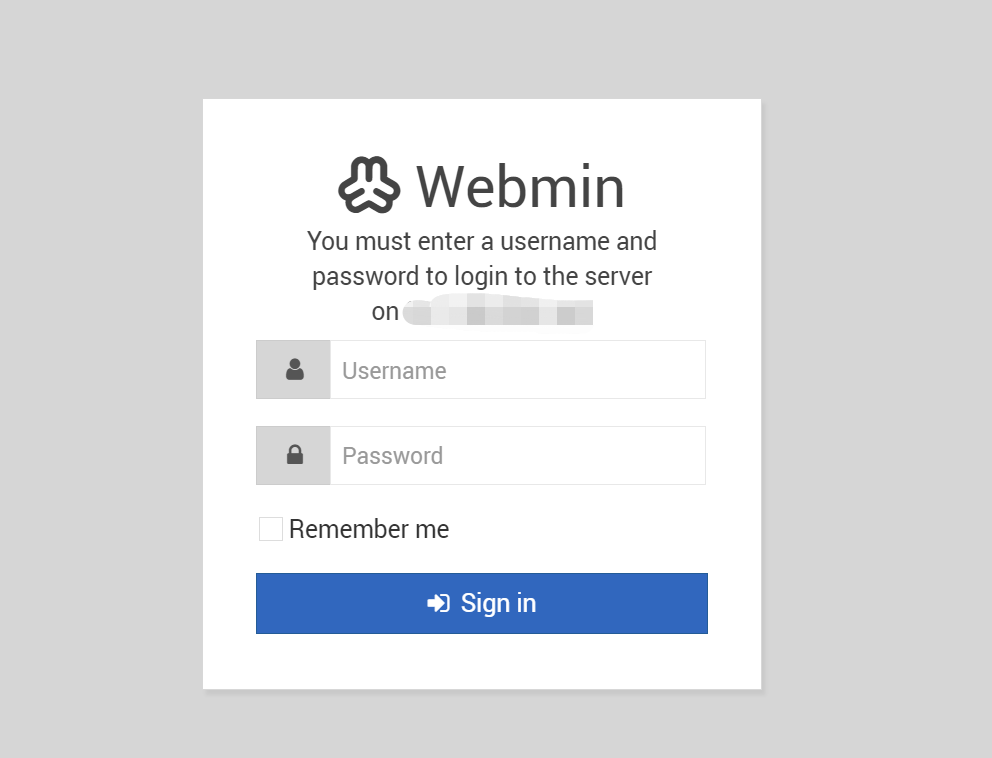 Webmin
You must enter a username and
password to login to the server
on
Username
Password
Remember me
Sign in